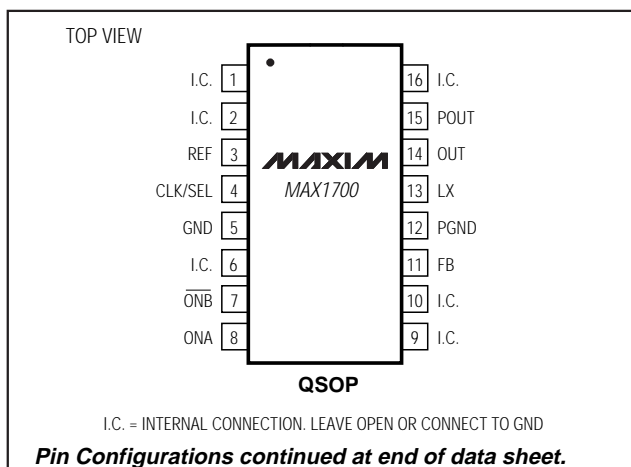 TOP VIEW
I.C. 1
I.C. 2
REF 3
CLK/SEL 4
GND 5
I.C. 6
ONB 7
ONA 8
MAXIM
MAX1700
16 I.C.
15 POUT
14 OUT
13 LX
12 PGND
11 FB
10 I.C.
9 I.C.
QSOP
I.C. = INTERNAL CONNECTION. LEAVE OPEN OR CONNECT TO GND
Pin Configurations continued at end of data sheet.